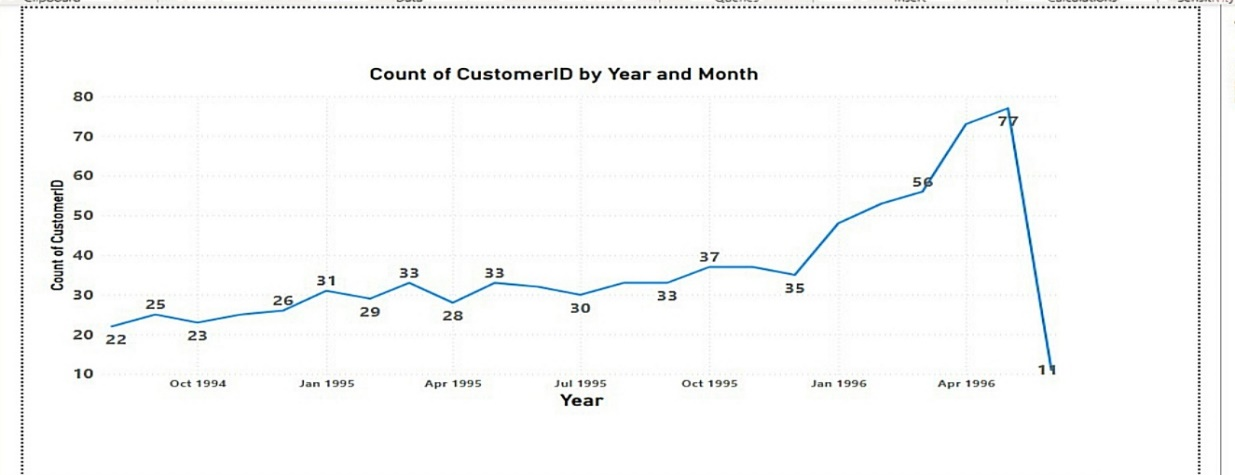 Count of CustomerID by Year and Month
80
70
60
50
40
30
20
10
Count of CustomerID
22
25
23
26
31
29
33
28
33
30
33
37
35
56
77
11
Oct 1994
Jan 1995
Apr 1995
Jul 1995
Oct 1995
Jan 1996
Apr 1996
Year